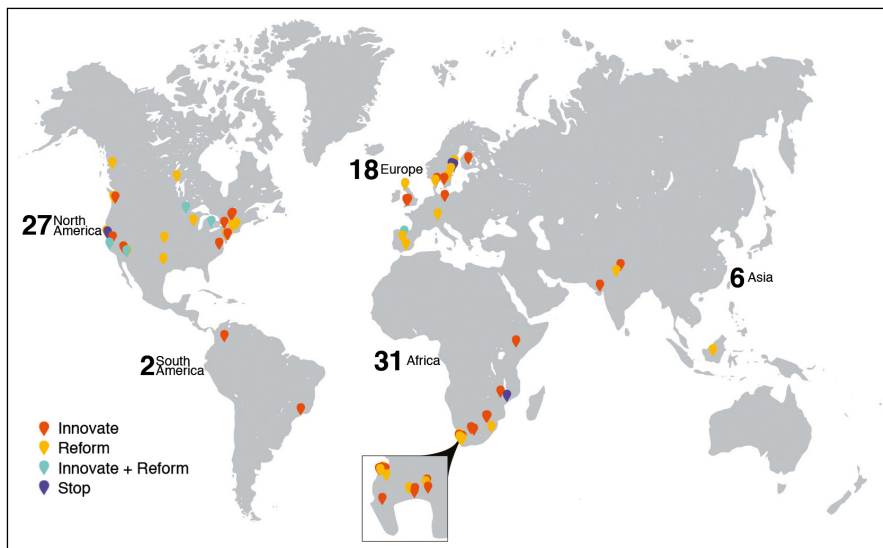 18 Europe
27 North
America
6 Asia
2 South
America
31 Africa
Innovate
Reform
Innovate + Reform
Stop